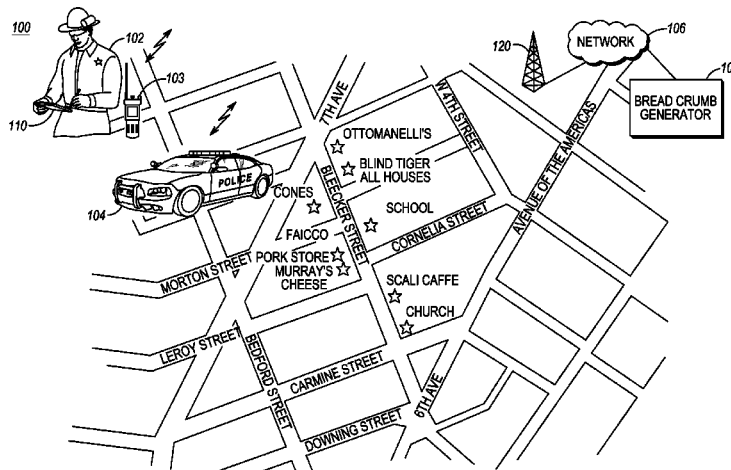 100
102
103
110
104
POLICE
120
NETWORK
106
10
BREAD CRUMB
GENERATOR
7TH AVE
W 4TH STREET
AVENUE OF THE AMERICAS
OTTOMANELLI'S
BLIND TIGER
ALL HOUSES
BLEECKER STREET
CONES
SCHOOL
CORNELIA STREET
FAICCO
PORK STORE
MURRAY'S
CHEESE
MORTON STREET
SCALI CAFFE
CHURCH
LEROY STREET
BEDFORD STREET
CARMINE STREET
6TH AVE
DOWNING STREET